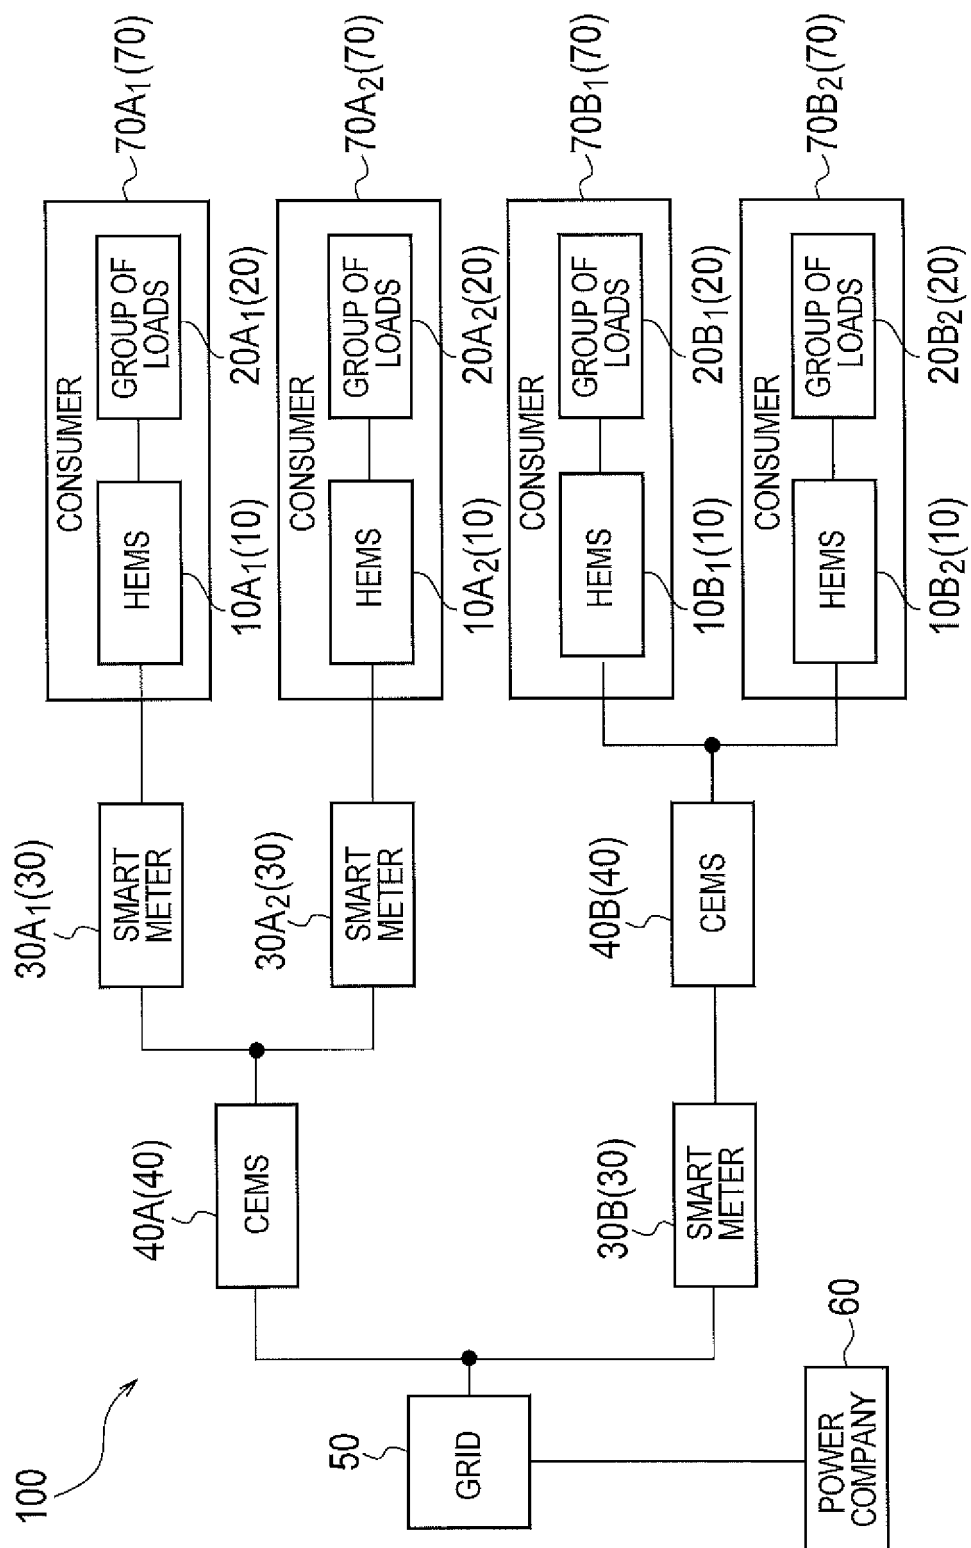 100
50
GRID
60
POWER
COMPANY
40A(40)
CEMS
30B(30)
SMART
METER
30A1(30)
SMART
METER
30A2(30)
SMART
METER
40B(40)
CEMS
70A1(70)
CONSUMER
HEMS
10A1(10)
GROUP OF
LOADS
20A1(20)
70A2(70)
CONSUMER
HEMS
10A2(10)
GROUP OF
LOADS
20A2(20)
70B1(70)
CONSUMER
HEMS
10B1(10)
GROUP OF
LOADS
20B1(20)
70B2(70)
CONSUMER
HEMS
10B2(10)
GROUP OF
LOADS
20B2(20)